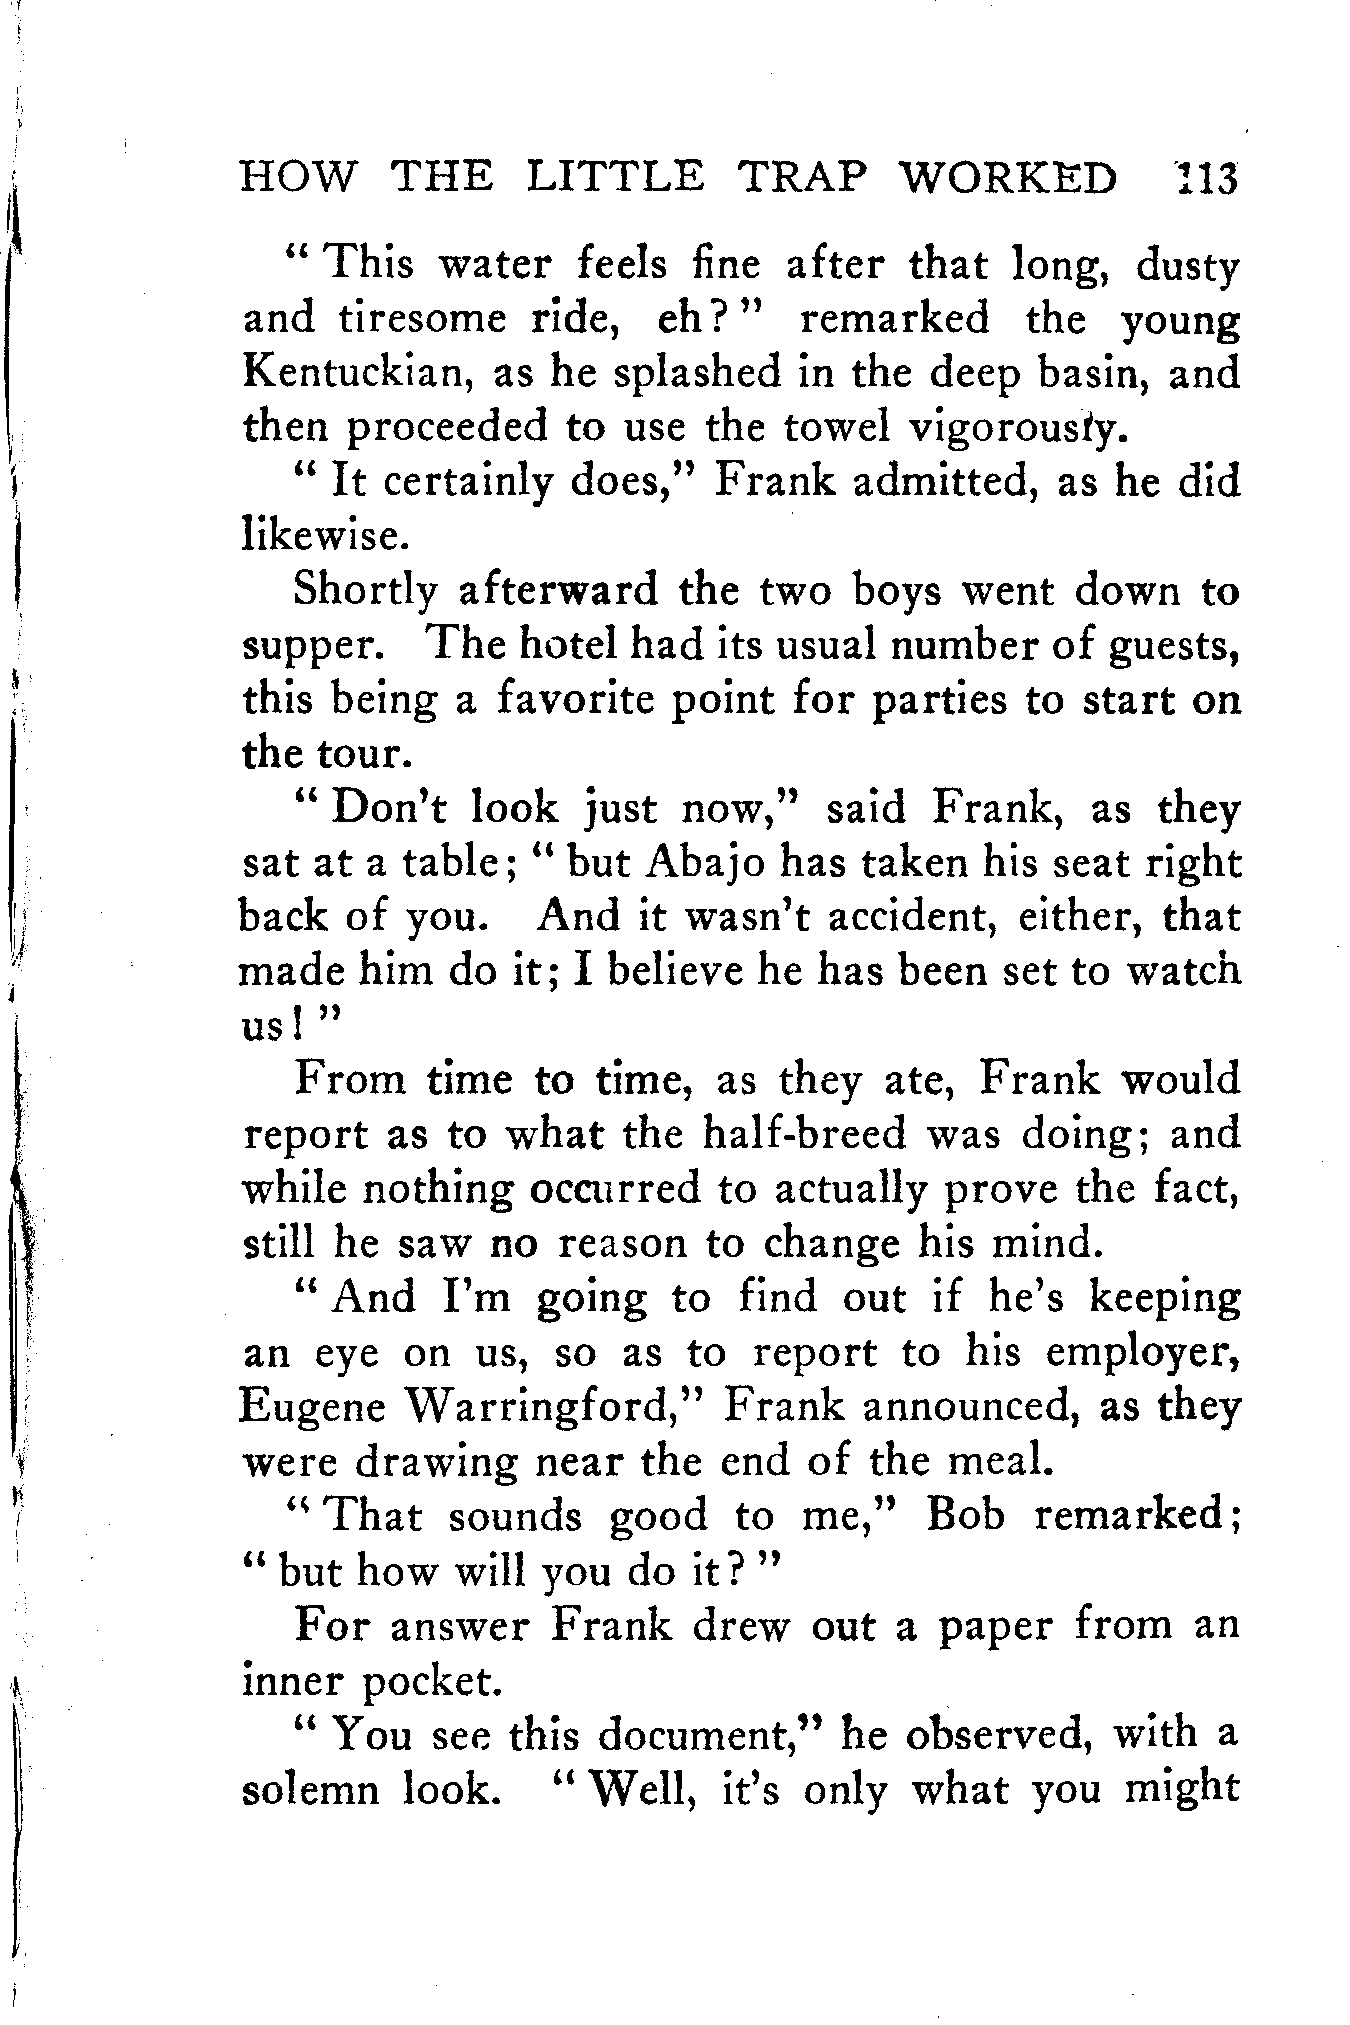 HOW THE LITTLE TRAP WORKED 113
“ This water feels fine after that long, dusty
and tiresome ride, eh? ” remarked the young
Kentuckian, as he splashed in the deep basin, and
then proceeded to use the towel vigorously.
“ It certainly does,” Frank admitted, as he did
likewise.
Shortly afterward the two boys went down to
supper. The hotel had its usual number of guests,
this being a favorite point for parties to start on
the tour.
“ Don’t look just now,” said Frank, as they
sat at a table; “ but Abajo has taken his seat right
back of you. And it wasn’t accident, either, that
made him do it; I believe he has been set to watch
us! ”
From time to time, as they ate, Frank would
report as to what the half-breed was doing; and
while nothing occurred to actually prove the fact,
still he saw no reason to change his mind.
“ And I’m going to find out if he’s keeping
an eye on us, so as to report to his employer,
Eugene Warringford,” Frank announced, as they
were drawing near the end of the meal.
“ That sounds good to me,” Bob remarked;
“ but how will you do it? ”
For answer Frank drew out a paper from an
inner pocket.
“ You see this document,” he observed, with a
solemn look. “ Well, it’s only what you might